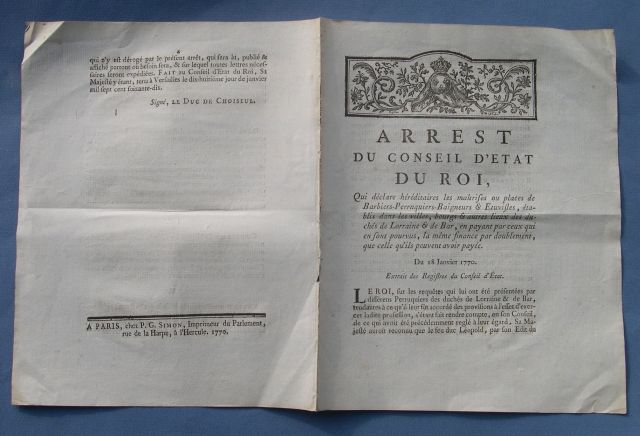 4
qui n'y est dérogé par le présent arrêt, qui sera lû, publié &
affiché partout où besoin sera, & sur lequel toutes lettres néces-
saires seront expédiées. FAIT au Conseil d'Etat du Roi, Sa
Majesté y étant, tenu à Versailles le dix-huitième jour de janvier
mil sept cent soixante-dix.
Signé, LE DUC DE CHOISEUL.
A PARIS, chez P. G. SIMON, Imprimeur du Parlement,
rue de la Harpe, à l'Hercule. 1770.
ARREST
DU CONSEIL D'ETAT
DU ROI,
Qui déclare héréditaires les maîtrises ou places de
Barbiers-Perruquiers-Baigneurs & Etuvistes, éta-
blis dans les villes, bourgs & autres lieux des du-
chés de Lorraine & de Bar, en payant par ceux qui
en sont pourvus, la même finance par doublement,
que celle qu'ils peuvent avoir payée.
Du 18 Janvier 1770.
Extrait des Registres du Conseil d'Etat.
LE ROI, sur les requêtes qui lui ont été présentées par
différens Perruquiers des duchés de Lorraine & de Bar,
tendantes à ce qu'il leur fût accordé des provisions à l'effet d'exer-
cer ladite profession, s'étant fait rendre compte, en son Conseil,
de ce qui avoit été précédemment reglé à leur égard, Sa Ma-
jesté auroit reconnu que le feu duc Léopold, par son Edit du